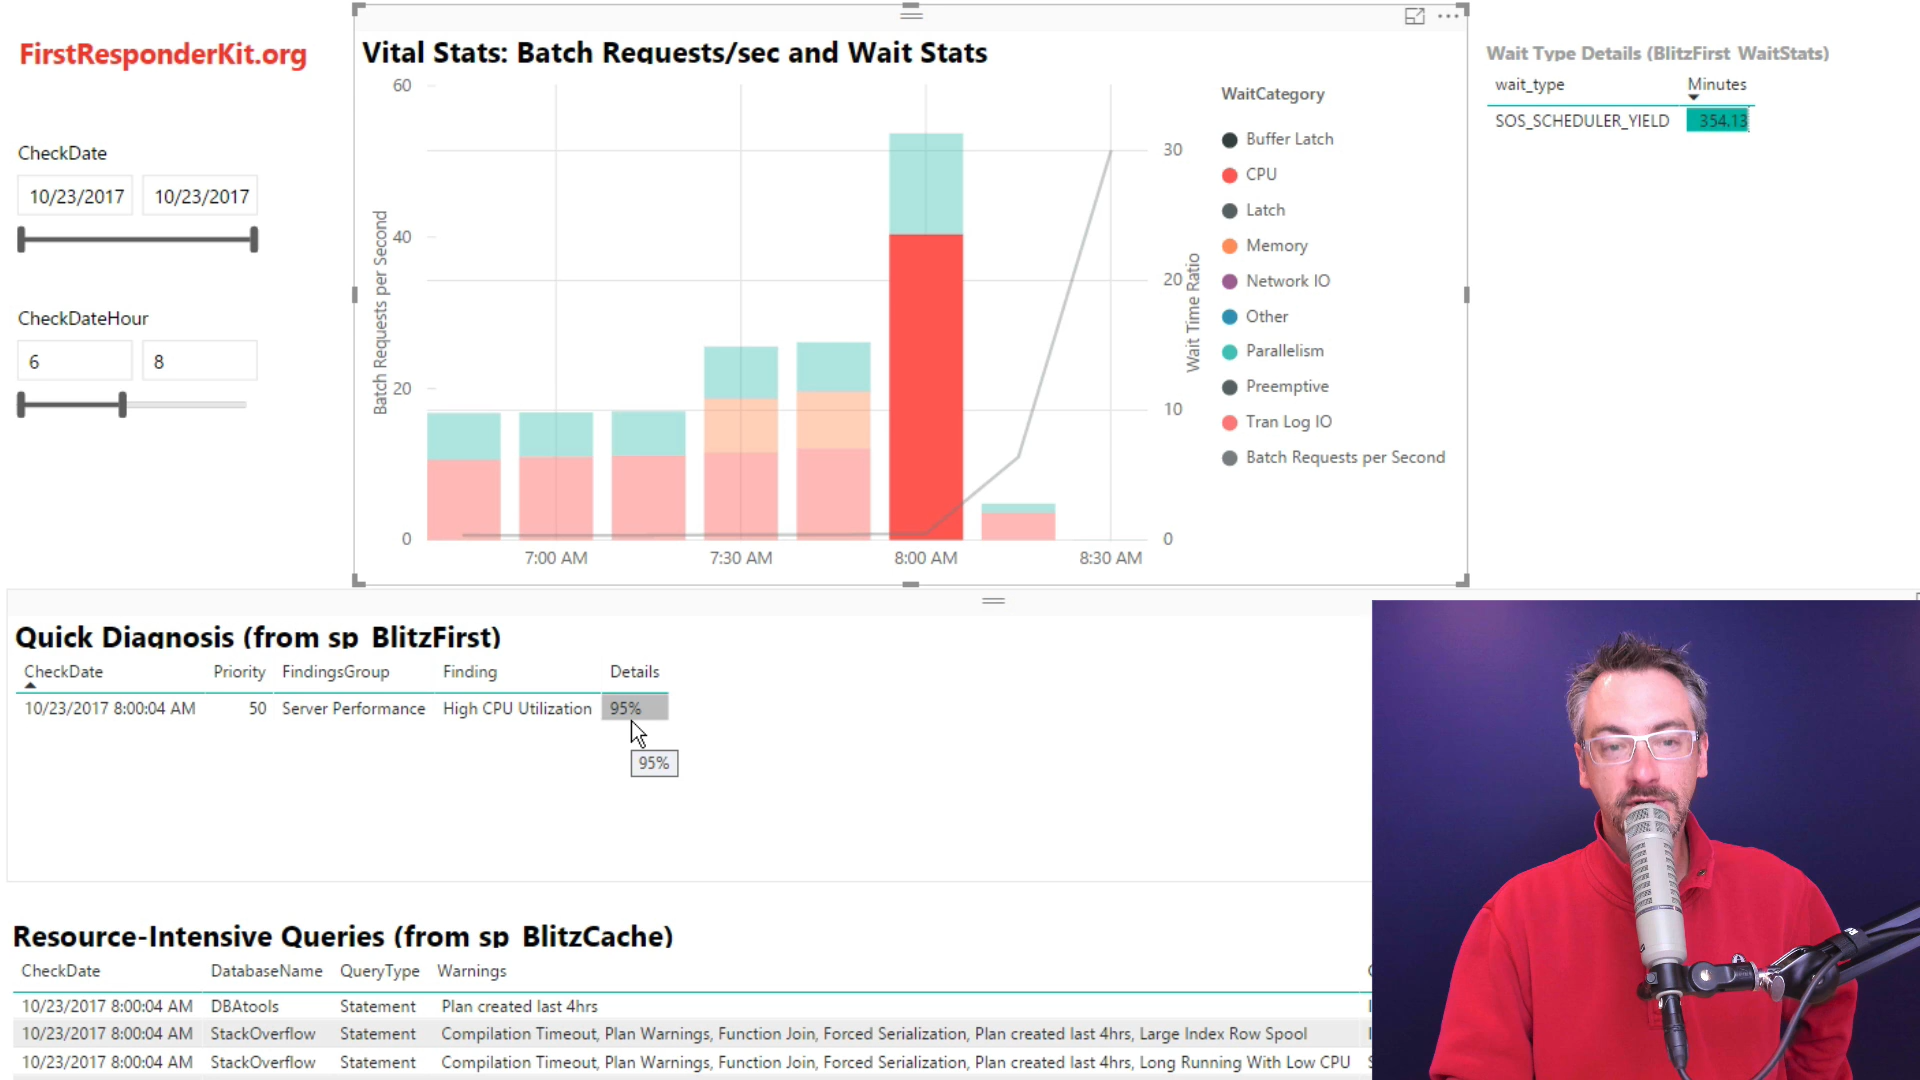 FirstResponderKit.org
CheckDate
10/23/2017 10/23/2017
CheckDateHour
6 8
Vital Stats: Batch Requests/sec and Wait Stats
Batch Requests per Second
60
40
20
0
7:00 AM 7:30 AM 8:00 AM 8:30 AM
30
20
10
0
Wait Time Ratio
WaitCategory
Buffer Latch
CPU
Latch
Memory
Network IO
Other
Parallelism
Preemptive
Tran Log IO
Batch Requests per Second
Wait Type Details (BlitzFirst WaitStats)
wait_type Minutes
SOS_SCHEDULER_YIELD 354.13
Quick Diagnosis (from sp_BlitzFirst)
CheckDate Priority FindingsGroup Finding Details
10/23/2017 8:00:04 AM 50 Server Performance High CPU Utilization 95%
95%
Resource-Intensive Queries (from sp_BlitzCache)
CheckDate DatabaseName QueryType Warnings
10/23/2017 8:00:04 AM DBAtools Statement Plan created last 4hrs
10/23/2017 8:00:04 AM StackOverflow Statement Compilation Timeout, Plan Warnings, Function Join, Forced Serialization, Plan created last 4hrs, Large Index Row Spool
10/23/2017 8:00:04 AM StackOverflow Statement Compilation Timeout, Plan Warnings, Function Join, Forced Serialization, Plan created last 4hrs, Long Running With Low CPU